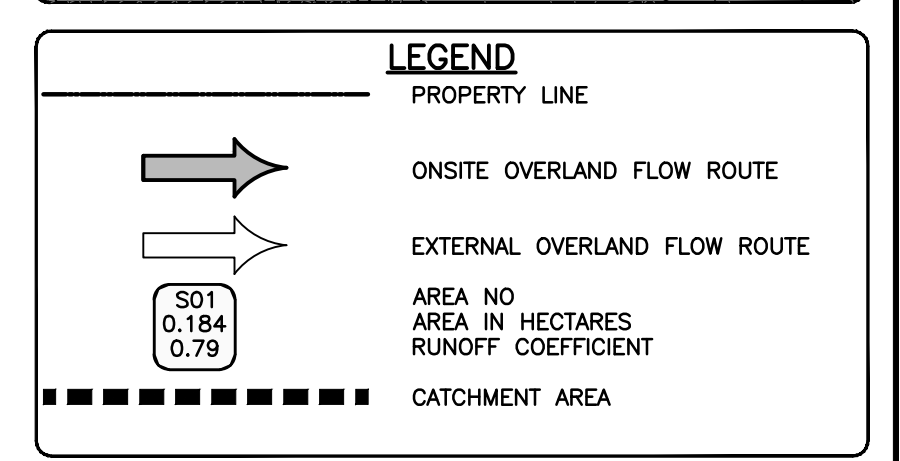 LEGEND
PROPERTY LINE
ONSITE OVERLAND FLOW ROUTE
EXTERNAL OVERLAND FLOW ROUTE
S01
0.184
0.79
AREA NO
AREA IN HECTARES
RUNOFF COEFFICIENT
CATCHMENT AREA